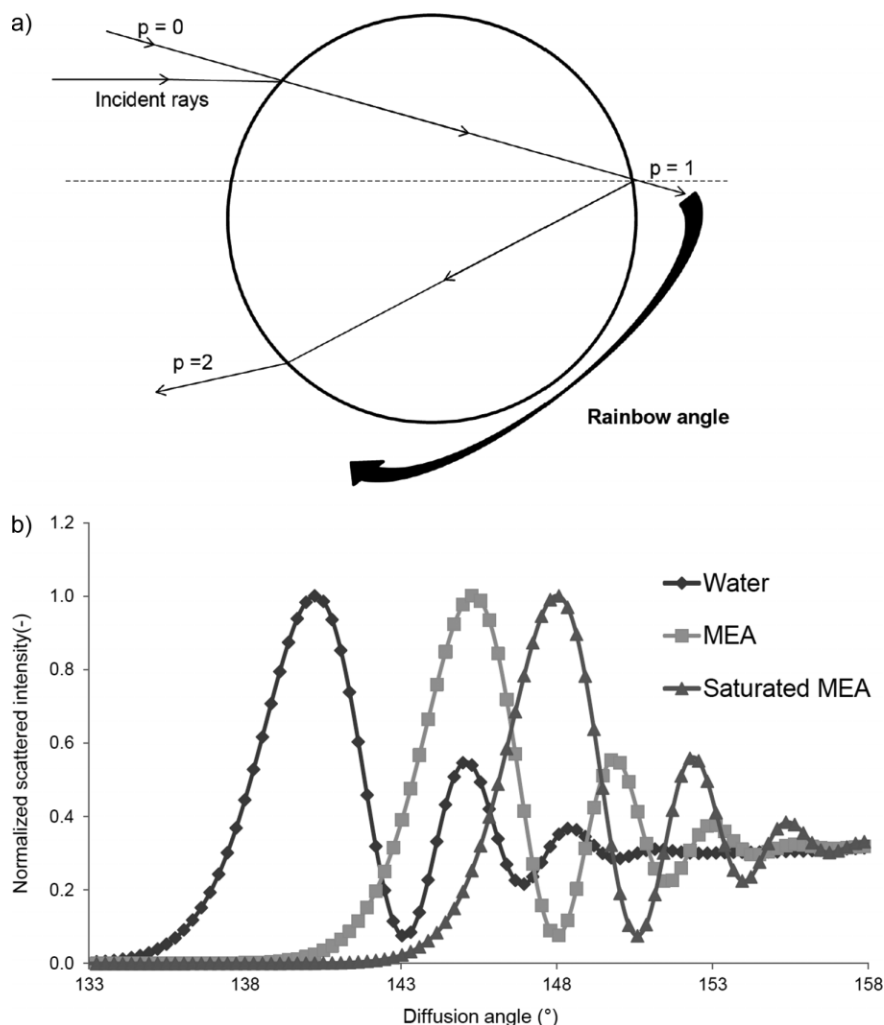 a)
p = 0
Incident rays
p = 1
p =2
Rainbow angle
b)
1.2
1.0
0.8
0.6
0.4
0.2
0.0
Normalized scattered intensity(-)
Water
MEA
Saturated MEA
133
138
143
148
153
158
Diffusion angle (°)